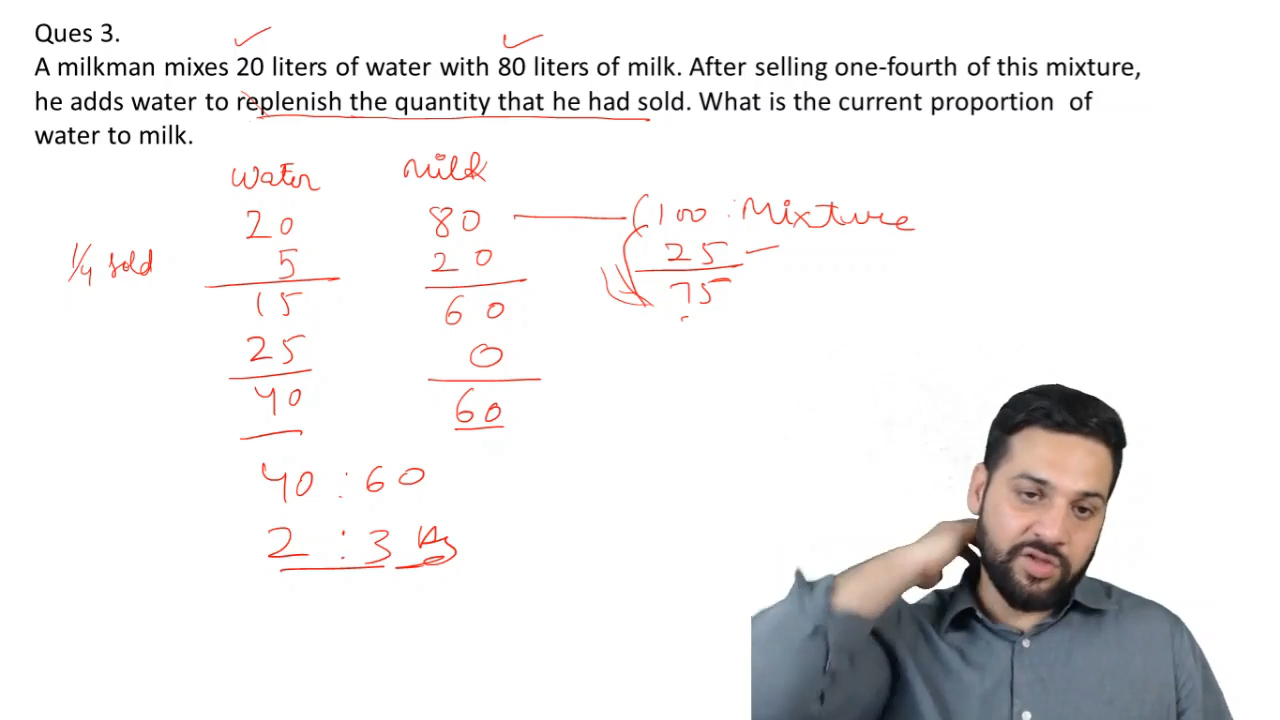 Ques 3.
A milkman mixes 20 liters of water with 80 liters of milk. After selling one-fourth of this mixture,
he adds water to replenish the quantity that he had sold. What is the current proportion of
water to milk.
water milk
20 80 100 : Mixture
1/4 sold 5 20 25
15 60 75
25 0
40 60
40 : 60
2 : 3